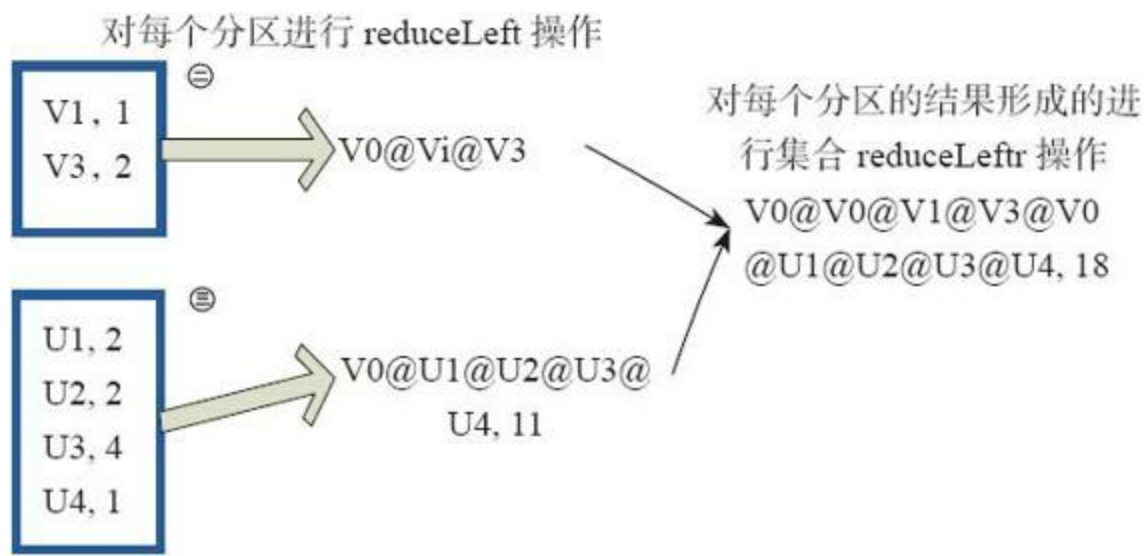 对每个分区进行 reduceLeft 操作
㊁
V1, 1
V3, 2
V0@Vi@V3
对每个分区的结果形成的进
行集合 reduceLeftr 操作
V0@V0@V1@V3@V0
@U1@U2@U3@U4, 18
㊂
U1, 2
U2, 2
U3, 4
U4, 1
V0@U1@U2@U3@
U4, 11